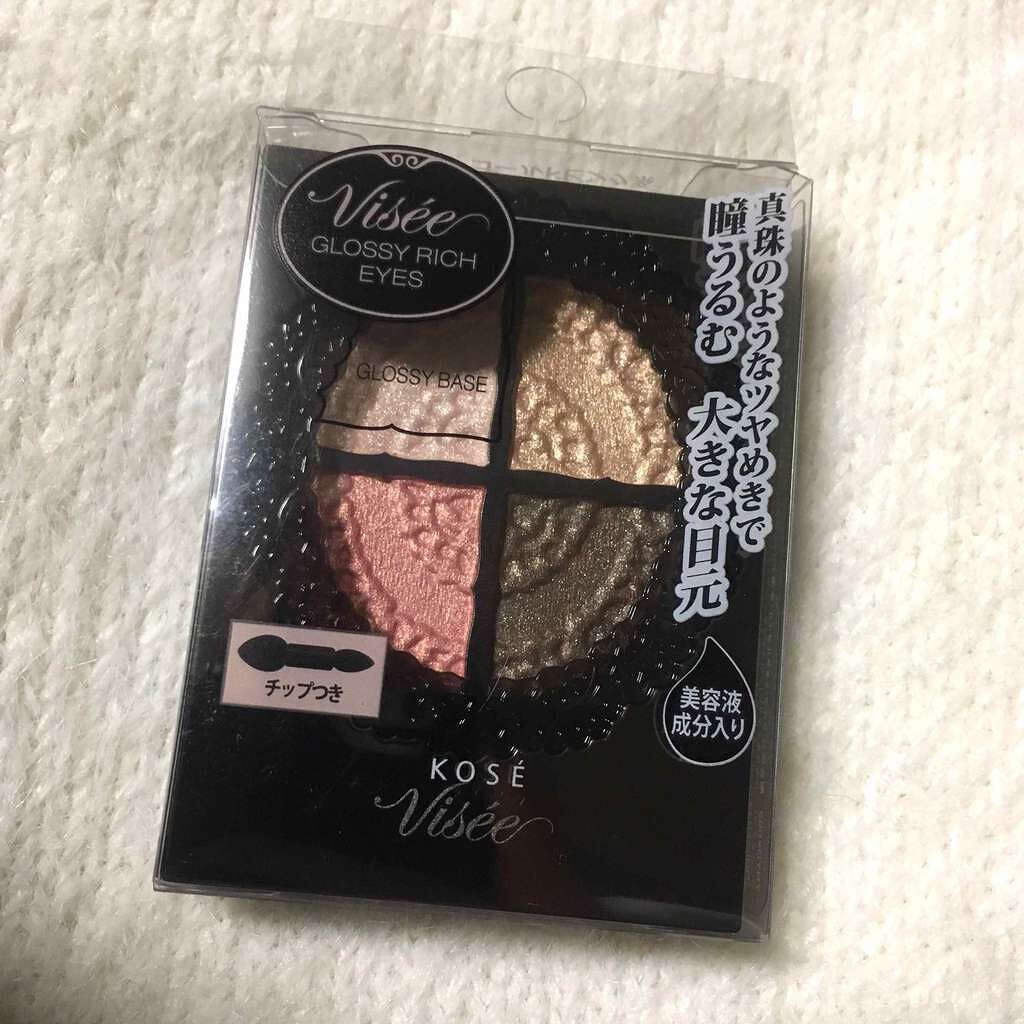 Visée
GLOSSY RICH
EYES
真珠のようなツヤめきで
瞳うるむ 大きな目元
GLOSSY BASE
チップつき
美容液
成分入り
KOSÉ
Visée